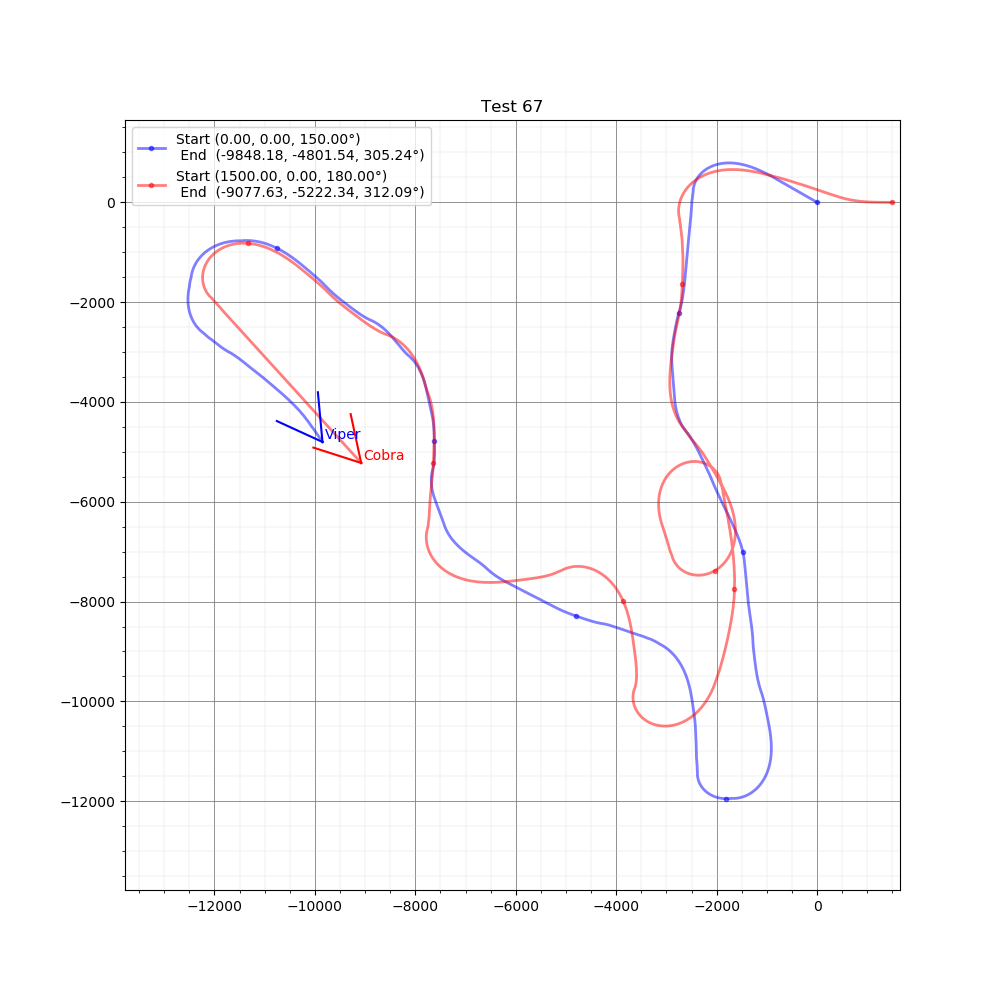 Test 67
Start (0.00, 0.00, 150.00°)
End  (-9848.18, -4801.54, 305.24°)
Start (1500.00, 0.00, 180.00°)
End  (-9077.63, -5222.34, 312.09°)
0
−2000
−4000
−6000
−8000
−10000
−12000
Viper
Cobra
−12000 −10000 −8000 −6000 −4000 −2000 0